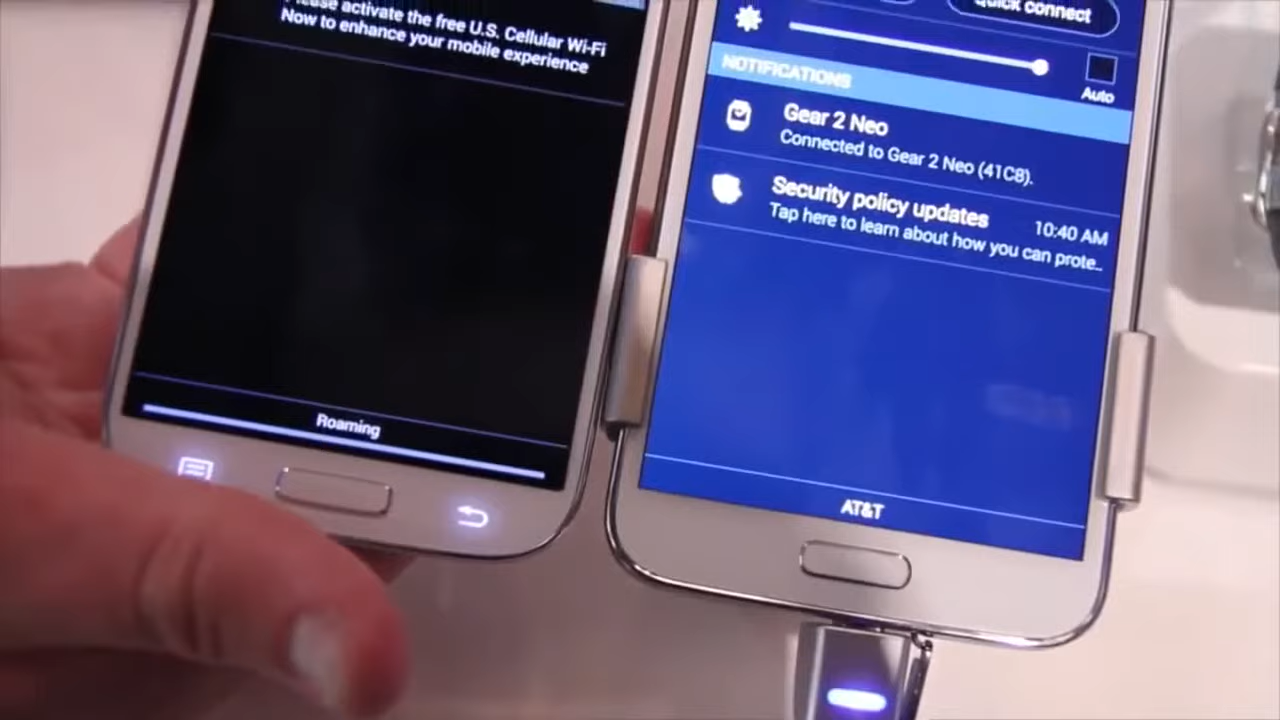 Please activate the free U.S. Cellular Wi-Fi
Now to enhance your mobile experience
Roaming
Quick connect
Auto
NOTIFICATIONS
Gear 2 Neo
Connected to Gear 2 Neo (41C8).
Security policy updates
10:40 AM
Tap here to learn about how you can prote..
AT&T